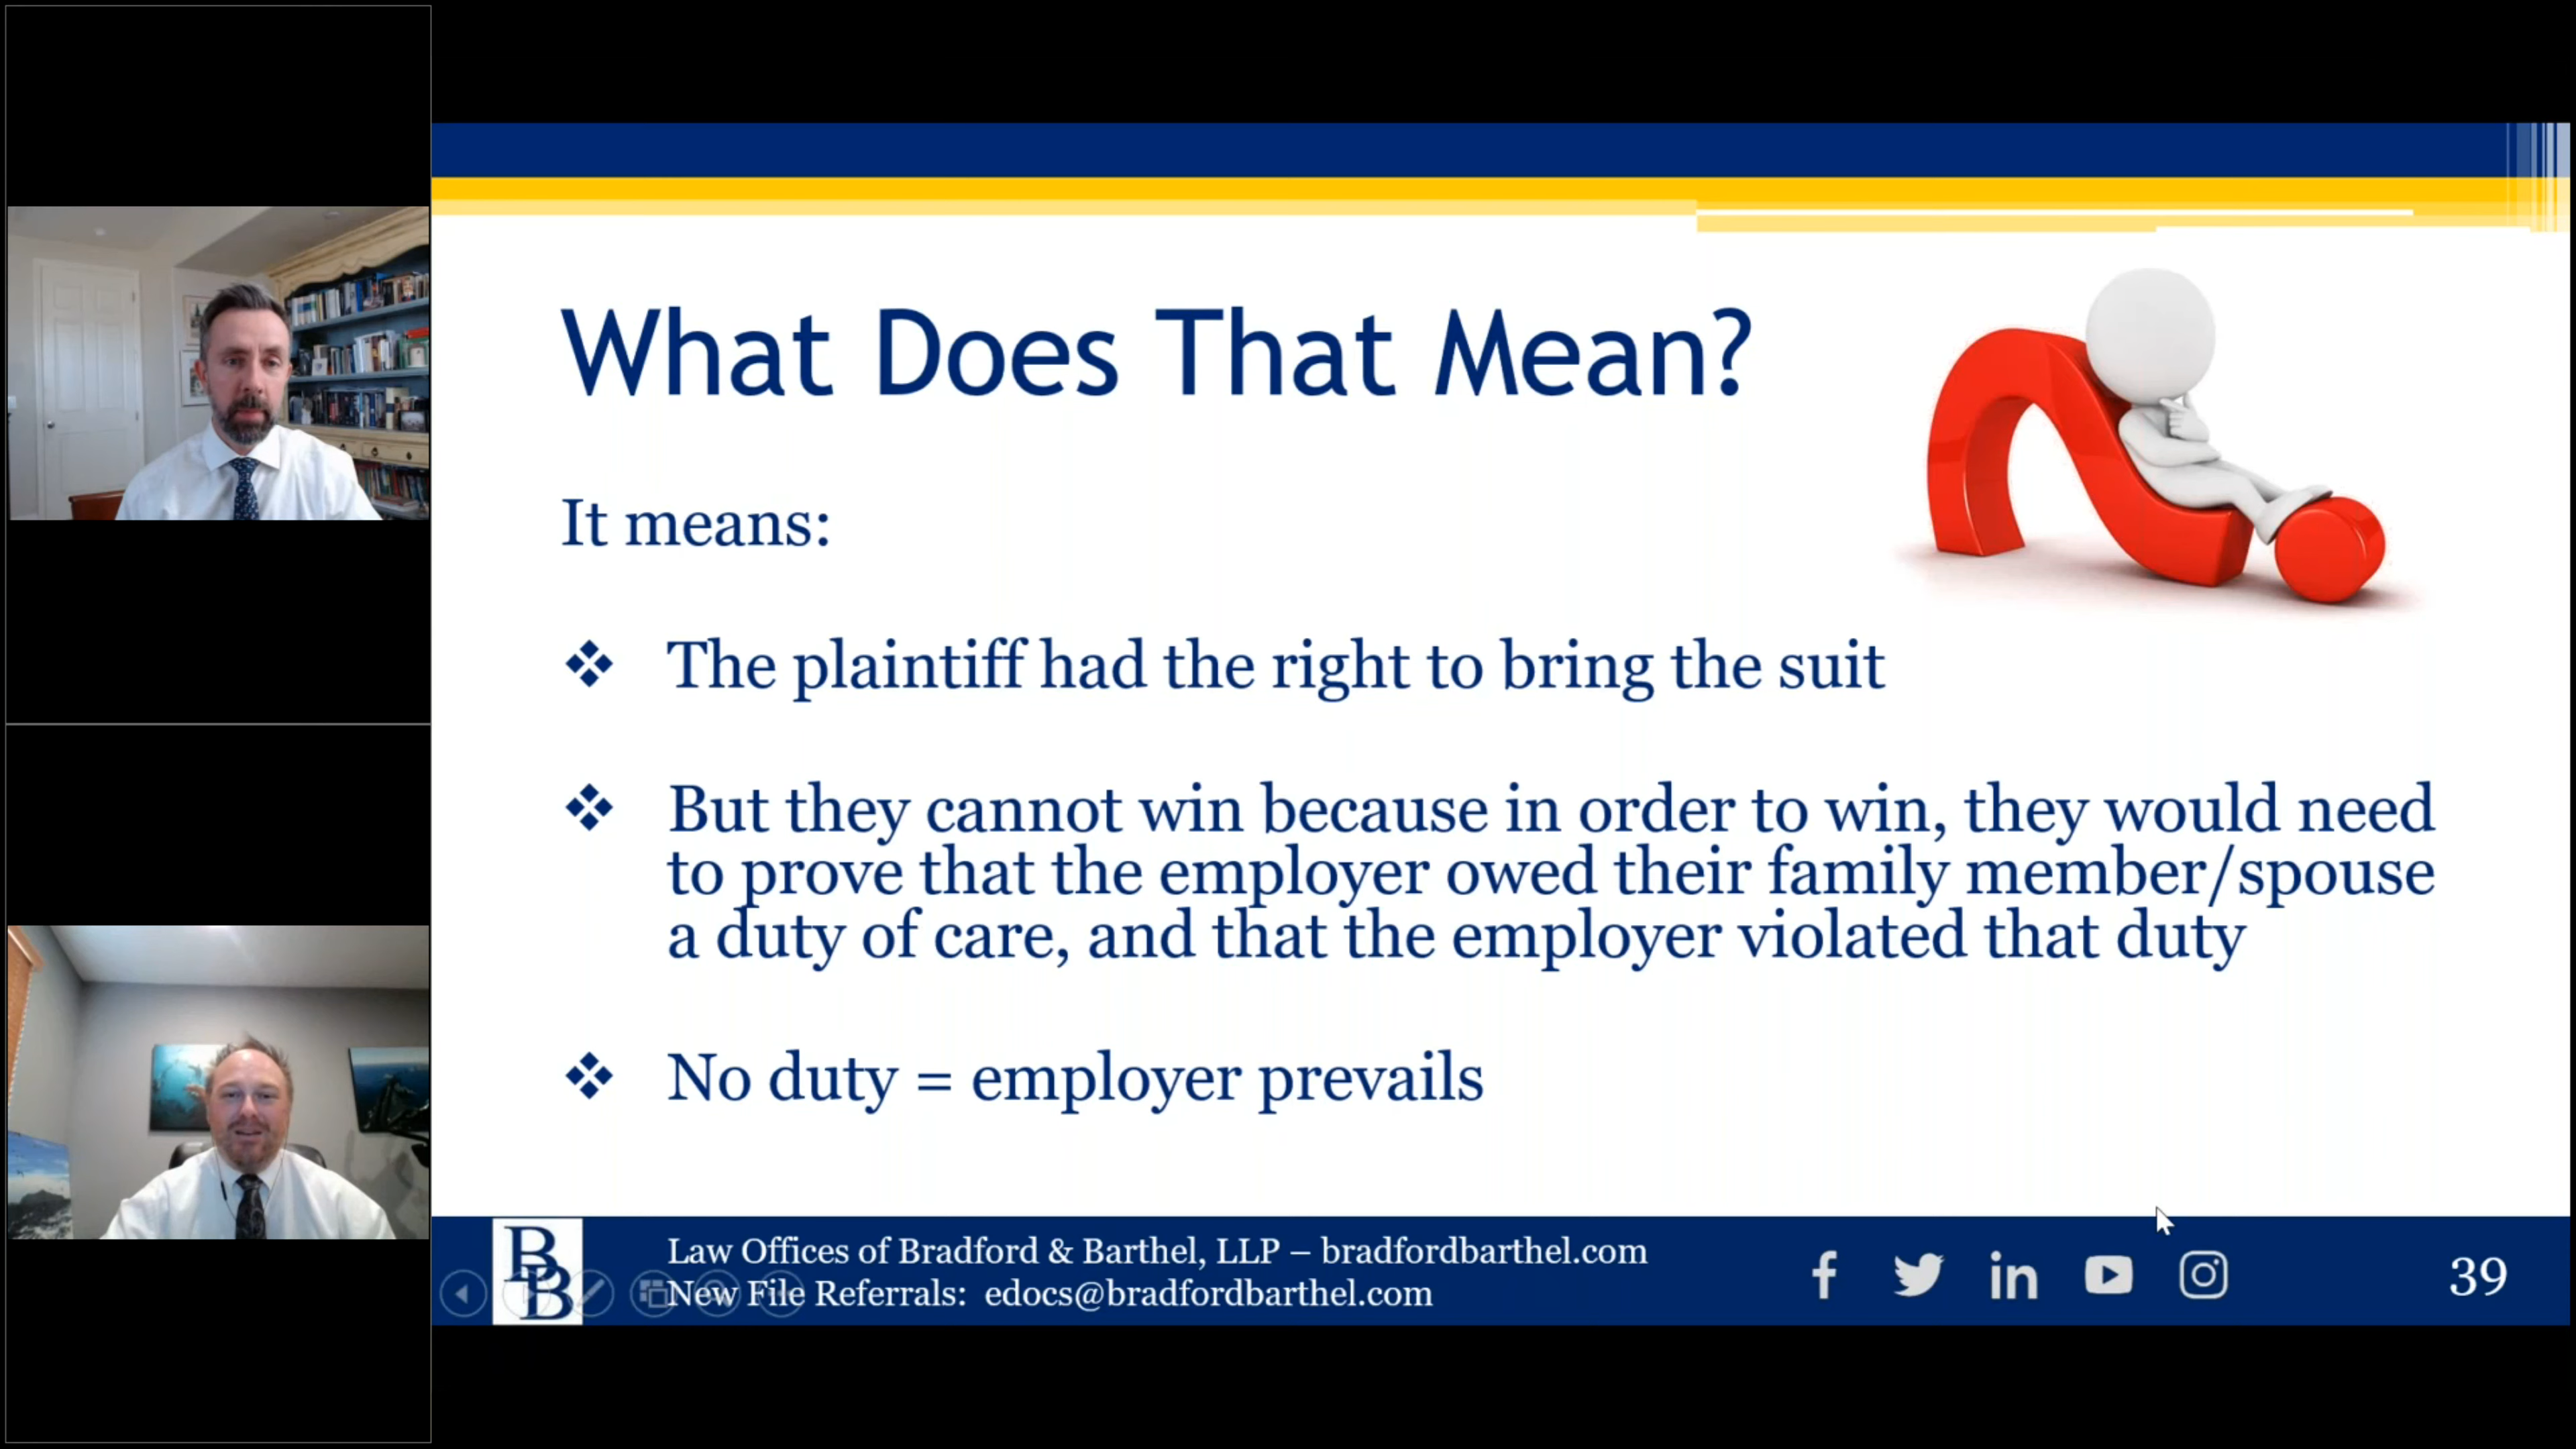 What Does That Mean?
It means:
❖ The plaintiff had the right to bring the suit
❖ But they cannot win because in order to win, they would need
to prove that the employer owed their family member/spouse
a duty of care, and that the employer violated that duty
❖ No duty = employer prevails
BB
Law Offices of Bradford & Barthel, LLP – bradfordbarthel.com
New File Referrals: edocs@bradfordbarthel.com
39